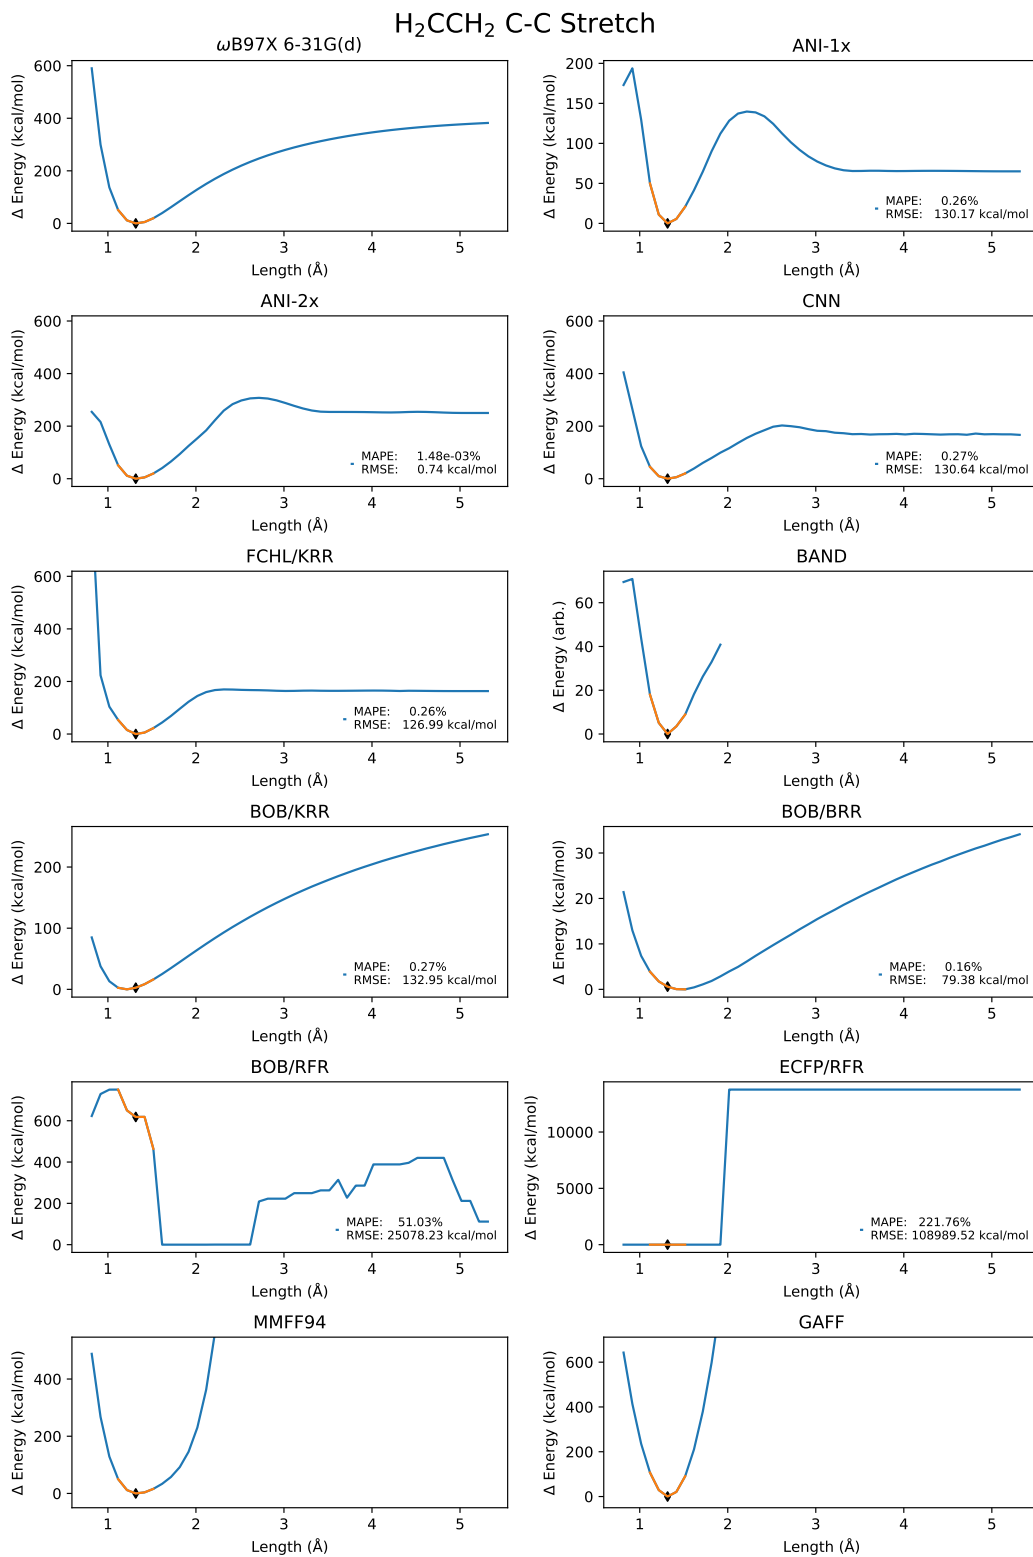 H₂CCH₂ C-C Stretch
ωB97X 6-31G(d)
Δ Energy (kcal/mol)
600
400
200
0
1 2 3 4 5
Length (Å)
ANI-1x
Δ Energy (kcal/mol)
200
150
100
50
0
MAPE: 0.26%
RMSE: 130.17 kcal/mol
1 2 3 4 5
Length (Å)
ANI-2x
Δ Energy (kcal/mol)
600
400
200
0
MAPE: 1.48e-03%
RMSE: 0.74 kcal/mol
1 2 3 4 5
Length (Å)
CNN
Δ Energy (kcal/mol)
600
400
200
0
MAPE: 0.27%
RMSE: 130.64 kcal/mol
1 2 3 4 5
Length (Å)
FCHL/KRR
Δ Energy (kcal/mol)
600
400
200
0
MAPE: 0.26%
RMSE: 126.99 kcal/mol
1 2 3 4 5
Length (Å)
BAND
Δ Energy (arb.)
60
40
20
0
1 2 3 4 5
Length (Å)
BOB/KRR
Δ Energy (kcal/mol)
200
100
0
MAPE: 0.27%
RMSE: 132.95 kcal/mol
1 2 3 4 5
Length (Å)
BOB/BRR
Δ Energy (kcal/mol)
30
20
10
0
MAPE: 0.16%
RMSE: 79.38 kcal/mol
1 2 3 4 5
Length (Å)
BOB/RFR
Δ Energy (kcal/mol)
600
400
200
0
MAPE: 51.03%
RMSE: 25078.23 kcal/mol
1 2 3 4 5
Length (Å)
ECFP/RFR
Δ Energy (kcal/mol)
10000
5000
0
MAPE: 221.76%
RMSE: 108989.52 kcal/mol
1 2 3 4 5
Length (Å)
MMFF94
Δ Energy (kcal/mol)
400
200
0
1 2 3 4 5
Length (Å)
GAFF
Δ Energy (kcal/mol)
600
400
200
0
1 2 3 4 5
Length (Å)